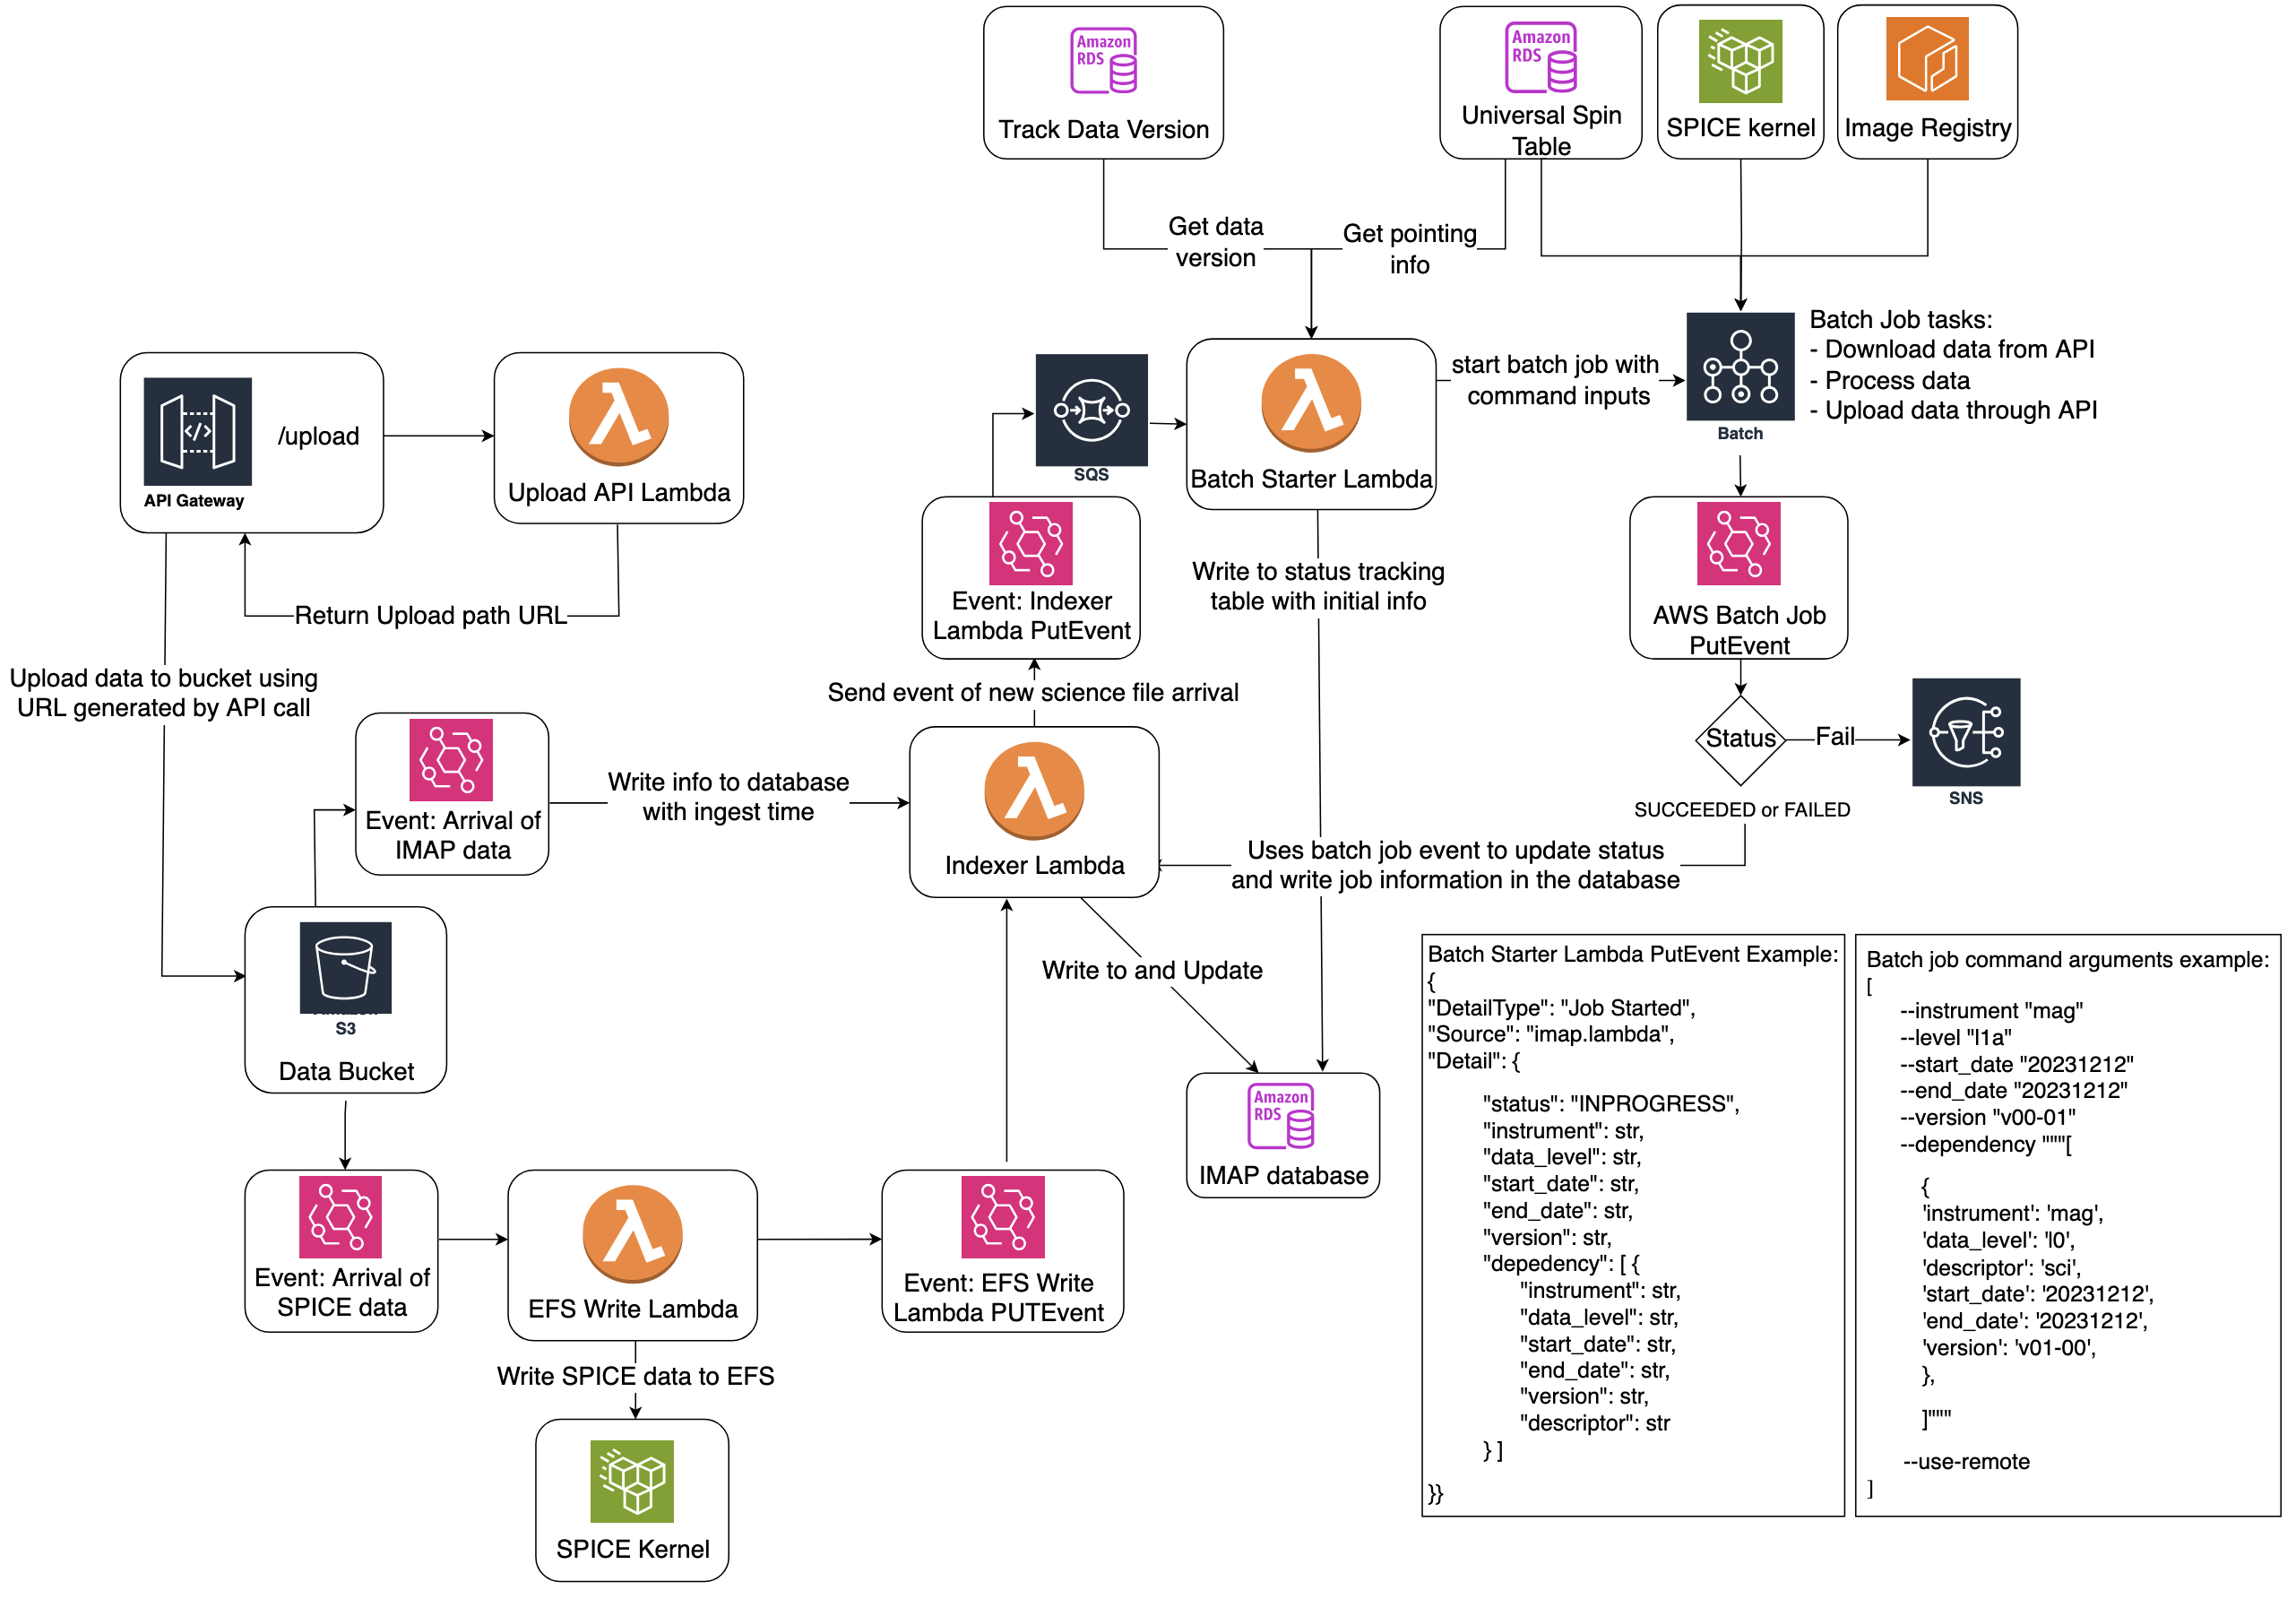 Amazon
RDS
Track Data Version
Amazon
RDS
Universal Spin
Table
SPICE kernel
Image Registry
Get data
version
Get pointing
info
API Gateway
/upload
Upload API Lambda
Return Upload path URL
SQS
Batch Starter Lambda
start batch job with
command inputs
Batch
Batch Job tasks:
- Download data from API
- Process data
- Upload data through API
Event: Indexer
Lambda PutEvent
Write to status tracking
table with initial info
AWS Batch Job
PutEvent
Upload data to bucket using
URL generated by API call
Send event of new science file arrival
Status
Fail
SNS
SUCCEEDED or FAILED
Event: Arrival of
IMAP data
Write info to database
with ingest time
Indexer Lambda
Uses batch job event to update status
and write job information in the database
S3
Data Bucket
Write to and Update
Amazon
RDS
IMAP database
Event: Arrival of
SPICE data
EFS Write Lambda
Event: EFS Write
Lambda PUTEvent
Write SPICE data to EFS
SPICE Kernel
Batch Starter Lambda PutEvent Example:
{
"DetailType": "Job Started",
"Source": "imap.lambda",
"Detail": {
"status": "INPROGRESS",
"instrument": str,
"data_level": str,
"start_date": str,
"end_date": str,
"version": str,
"depedency": [ {
"instrument": str,
"data_level": str,
"start_date": str,
"end_date": str,
"version": str,
"descriptor": str
} ]
}}
Batch job command arguments example:
[
--instrument "mag"
--level "l1a"
--start_date "20231212"
--end_date "20231212"
--version "v00-01"
--dependency """[
{
'instrument': 'mag',
'data_level': 'l0',
'descriptor': 'sci',
'start_date': '20231212',
'end_date': '20231212',
'version': 'v01-00',
},
]"""
--use-remote
]